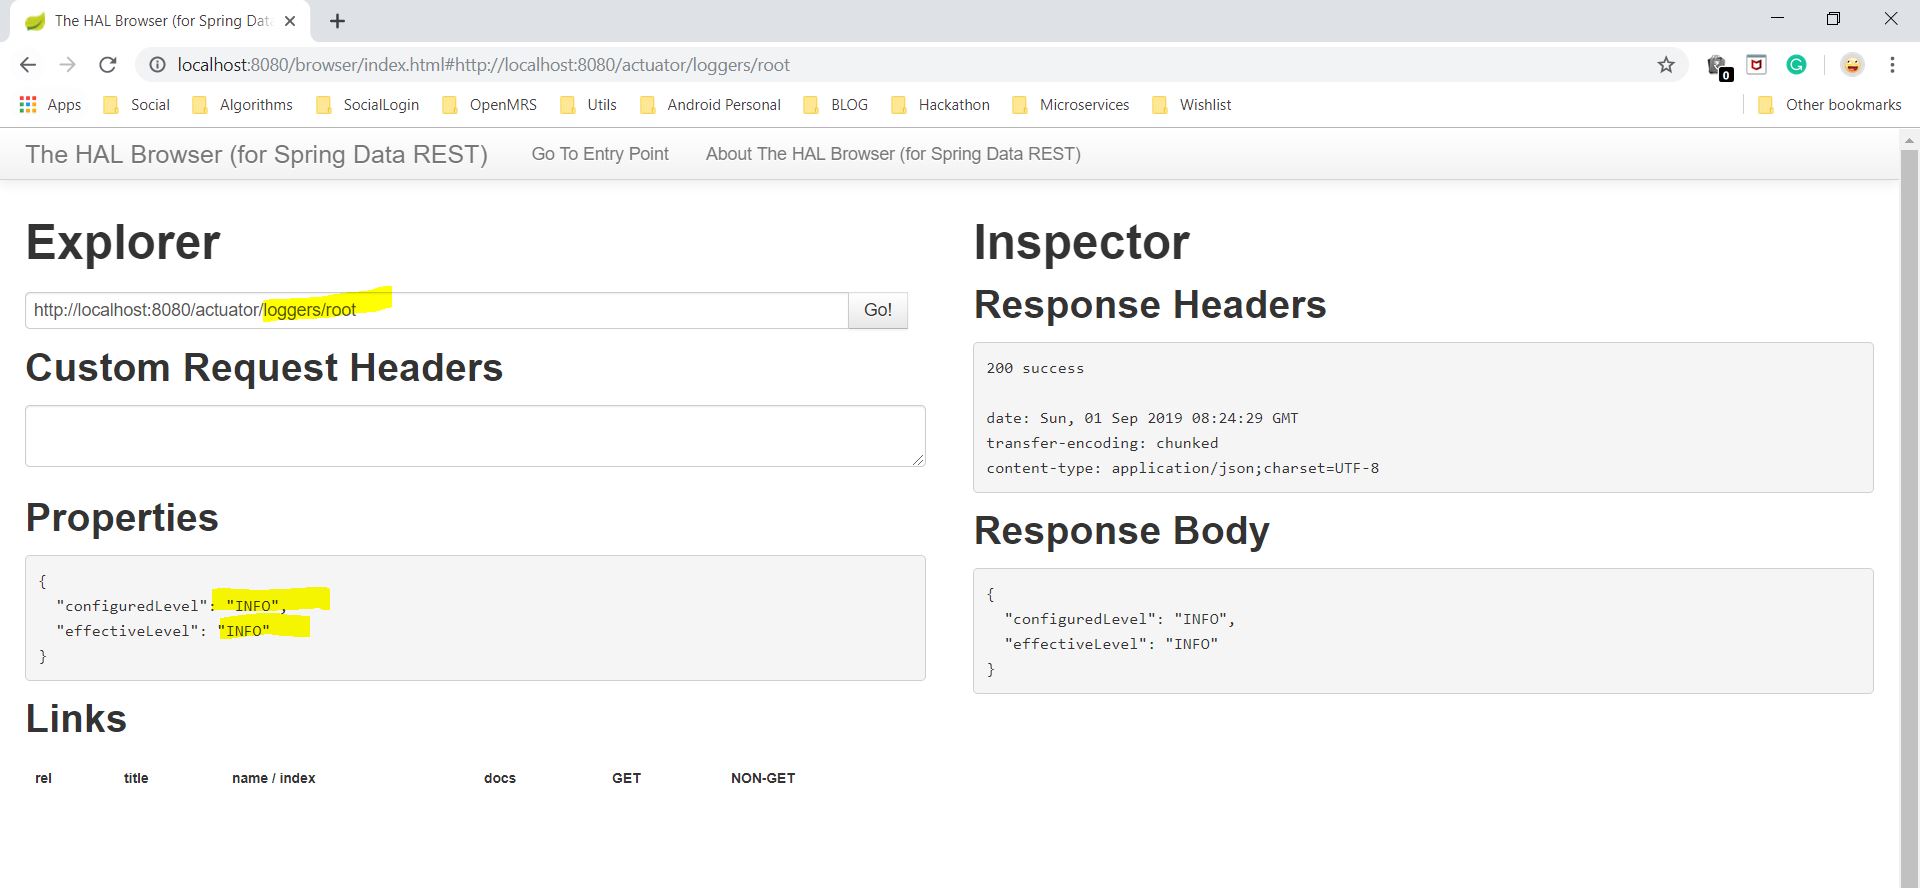 The HAL Browser (for Spring Data
localhost:8080/browser/index.html#http://localhost:8080/actuator/loggers/root
0
Apps Social Algorithms SocialLogin OpenMRS Utils Android Personal BLOG Hackathon Microservices Wishlist Other bookmarks
The HAL Browser (for Spring Data REST) Go To Entry Point About The HAL Browser (for Spring Data REST)
Explorer
http://localhost:8080/actuator/loggers/root Go!
Custom Request Headers
Properties
{
"configuredLevel": "INFO",
"effectiveLevel": "INFO"
}
Links
rel title name / index docs GET NON-GET
Inspector
Response Headers
200 success
date: Sun, 01 Sep 2019 08:24:29 GMT
transfer-encoding: chunked
content-type: application/json;charset=UTF-8
Response Body
{
"configuredLevel": "INFO",
"effectiveLevel": "INFO"
}